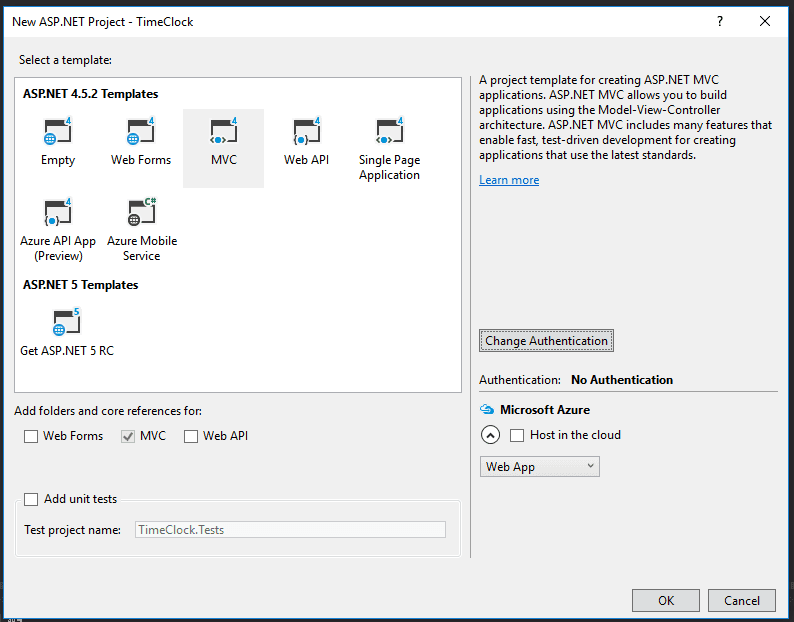 New ASP.NET Project - TimeClock
?
Select a template:
ASP.NET 4.5.2 Templates
4
4
4
4
4
Empty
Web Forms
MVC
Web API
Single Page
Application
4
C#
Azure API App
(Preview)
Azure Mobile
Service
ASP.NET 5 Templates
5
Get ASP.NET 5 RC
A project template for creating ASP.NET MVC
applications. ASP.NET MVC allows you to build
applications using the Model-View-Controller
architecture. ASP.NET MVC includes many features that
enable fast, test-driven development for creating
applications that use the latest standards.
Learn more
Change Authentication
Authentication: No Authentication
Microsoft Azure
Host in the cloud
Web App
Add folders and core references for:
Web Forms
MVC
Web API
Add unit tests
Test project name:
TimeClock.Tests
OK
Cancel